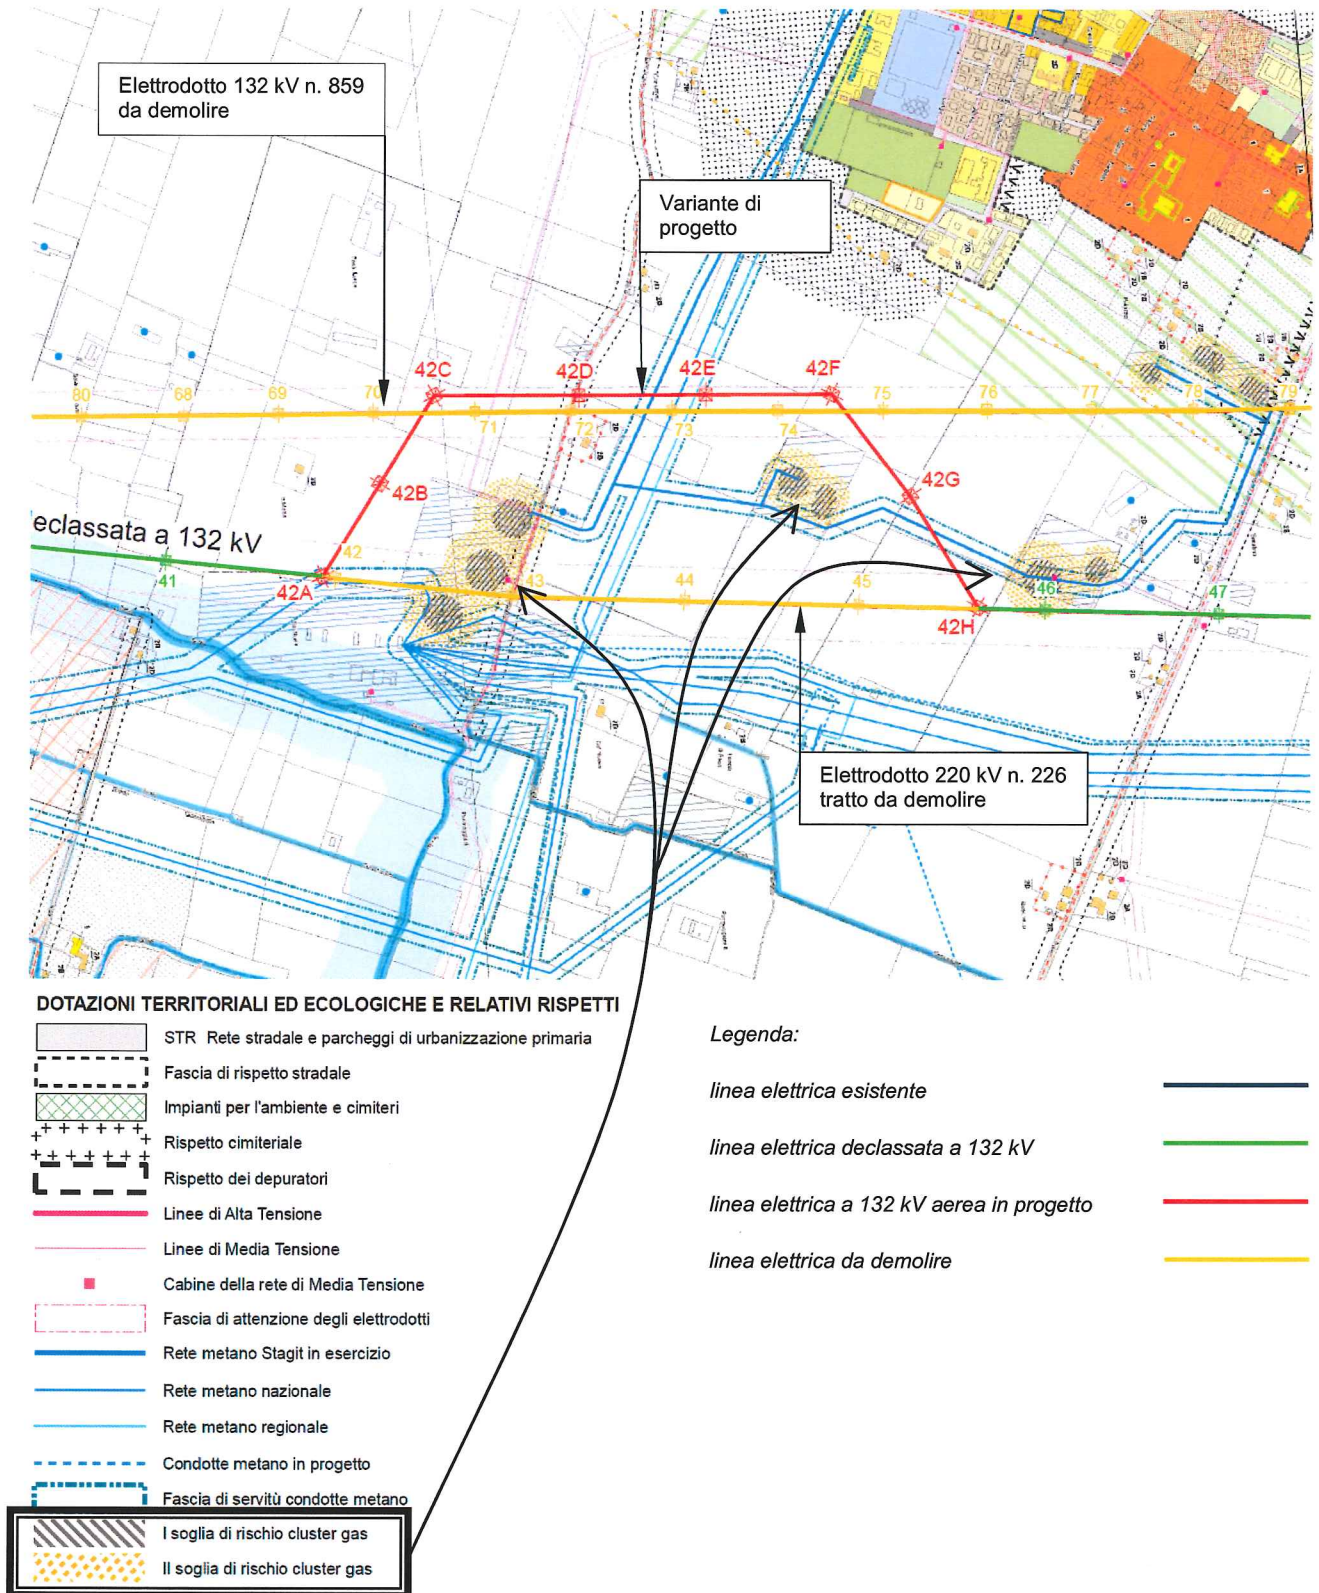 Elettrodotto 132 kV n. 859
da demolire
Variante di
progetto
42C
42D
42E
42F
80
68
69
70
71
72
73
74
75
76
77
78
79
42B
42G
eclassata a 132 kV
41
42
42A
43
44
45
42H
46
47
Elettrodotto 220 kV n. 226
tratto da demolire
DOTAZIONI TERRITORIALI ED ECOLOGICHE E RELATIVI RISPETTI
STR Rete stradale e parcheggi di urbanizzazione primaria
Fascia di rispetto stradale
Impianti per l'ambiente e cimiteri
Rispetto cimiteriale
Rispetto dei depuratori
Linee di Alta Tensione
Linee di Media Tensione
Cabine della rete di Media Tensione
Fascia di attenzione degli elettrodotti
Rete metano Stagit in esercizio
Rete metano nazionale
Rete metano regionale
Condotte metano in progetto
Fascia di servitù condotte metano
I soglia di rischio cluster gas
II soglia di rischio cluster gas
Legenda:
linea elettrica esistente
linea elettrica declassata a 132 kV
linea elettrica a 132 kV aerea in progetto
linea elettrica da demolire